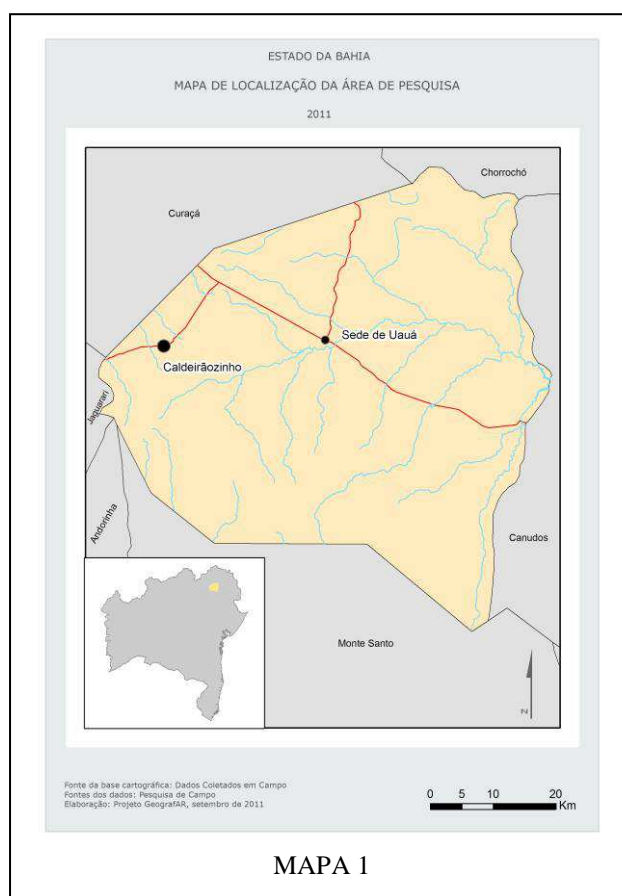 ESTADO DA BAHIA
MAPA DE LOCALIZAÇÃO DA ÁREA DE PESQUISA
2011
Chorrochó
Curaçá
Sede de Uauá
Caldeirãozinho
Jaguarari
Andorinha
Canudos
Monte Santo
N
Fonte da base cartográfica: Dados Coletados em Campo
Fontes dos dados: Pesquisa de Campo
Elaboração: Projeto GeografAR, setembro de 2011
0 5 10 20
Km
MAPA 1